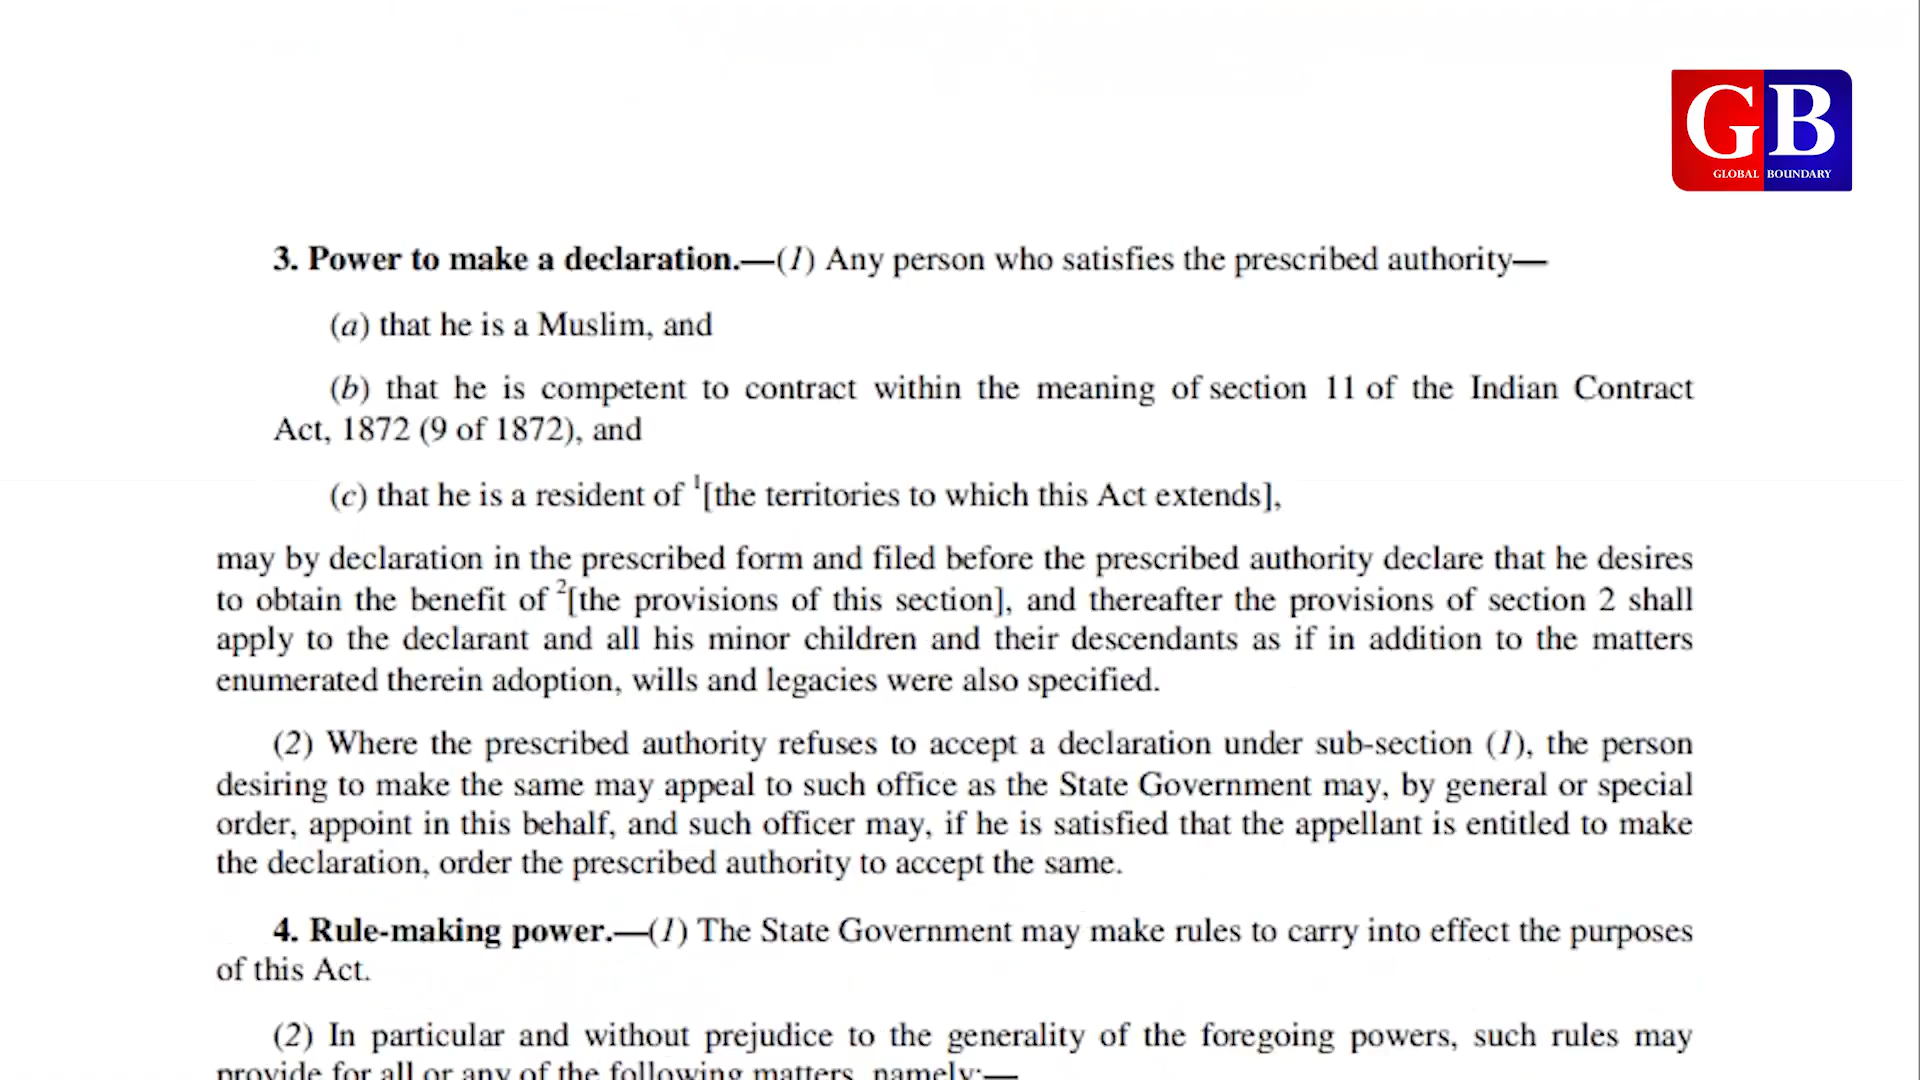 GB
GLOBAL BOUNDARY
3. Power to make a declaration.—(1) Any person who satisfies the prescribed authority—
(a) that he is a Muslim, and
(b) that he is competent to contract within the meaning of section 11 of the Indian Contract
Act, 1872 (9 of 1872), and
(c) that he is a resident of ¹[the territories to which this Act extends],
may by declaration in the prescribed form and filed before the prescribed authority declare that he desires
to obtain the benefit of ²[the provisions of this section], and thereafter the provisions of section 2 shall
apply to the declarant and all his minor children and their descendants as if in addition to the matters
enumerated therein adoption, wills and legacies were also specified.
(2) Where the prescribed authority refuses to accept a declaration under sub-section (1), the person
desiring to make the same may appeal to such office as the State Government may, by general or special
order, appoint in this behalf, and such officer may, if he is satisfied that the appellant is entitled to make
the declaration, order the prescribed authority to accept the same.
4. Rule-making power.—(1) The State Government may make rules to carry into effect the purposes
of this Act.
(2) In particular and without prejudice to the generality of the foregoing powers, such rules may
provide for all or any of the following matters, namely:—